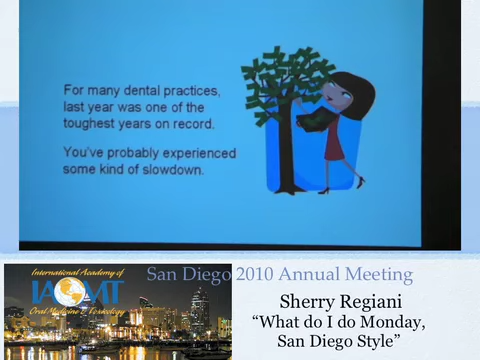 For many dental practices,
last year was one of the
toughest years on record.
You've probably experienced
some kind of slowdown.
San Diego 2010 Annual Meeting
International Academy of
IAOMT
Oral Medicine & Toxicology
Sherry Regiani
“What do I do Monday,
San Diego Style”